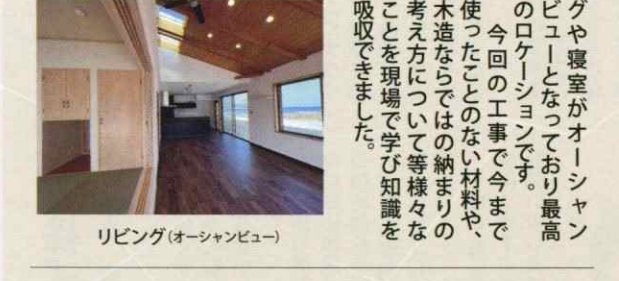 グや寝室がオーシャン
ビューとなっており最高
のロケーションです。
今回の工事で今まで
使ったことのない材料や、
木造ならではの納まりの
考え方について等様々な
ことを現場で学び知識を
吸収できました。
リビング(オーシャンビュー)